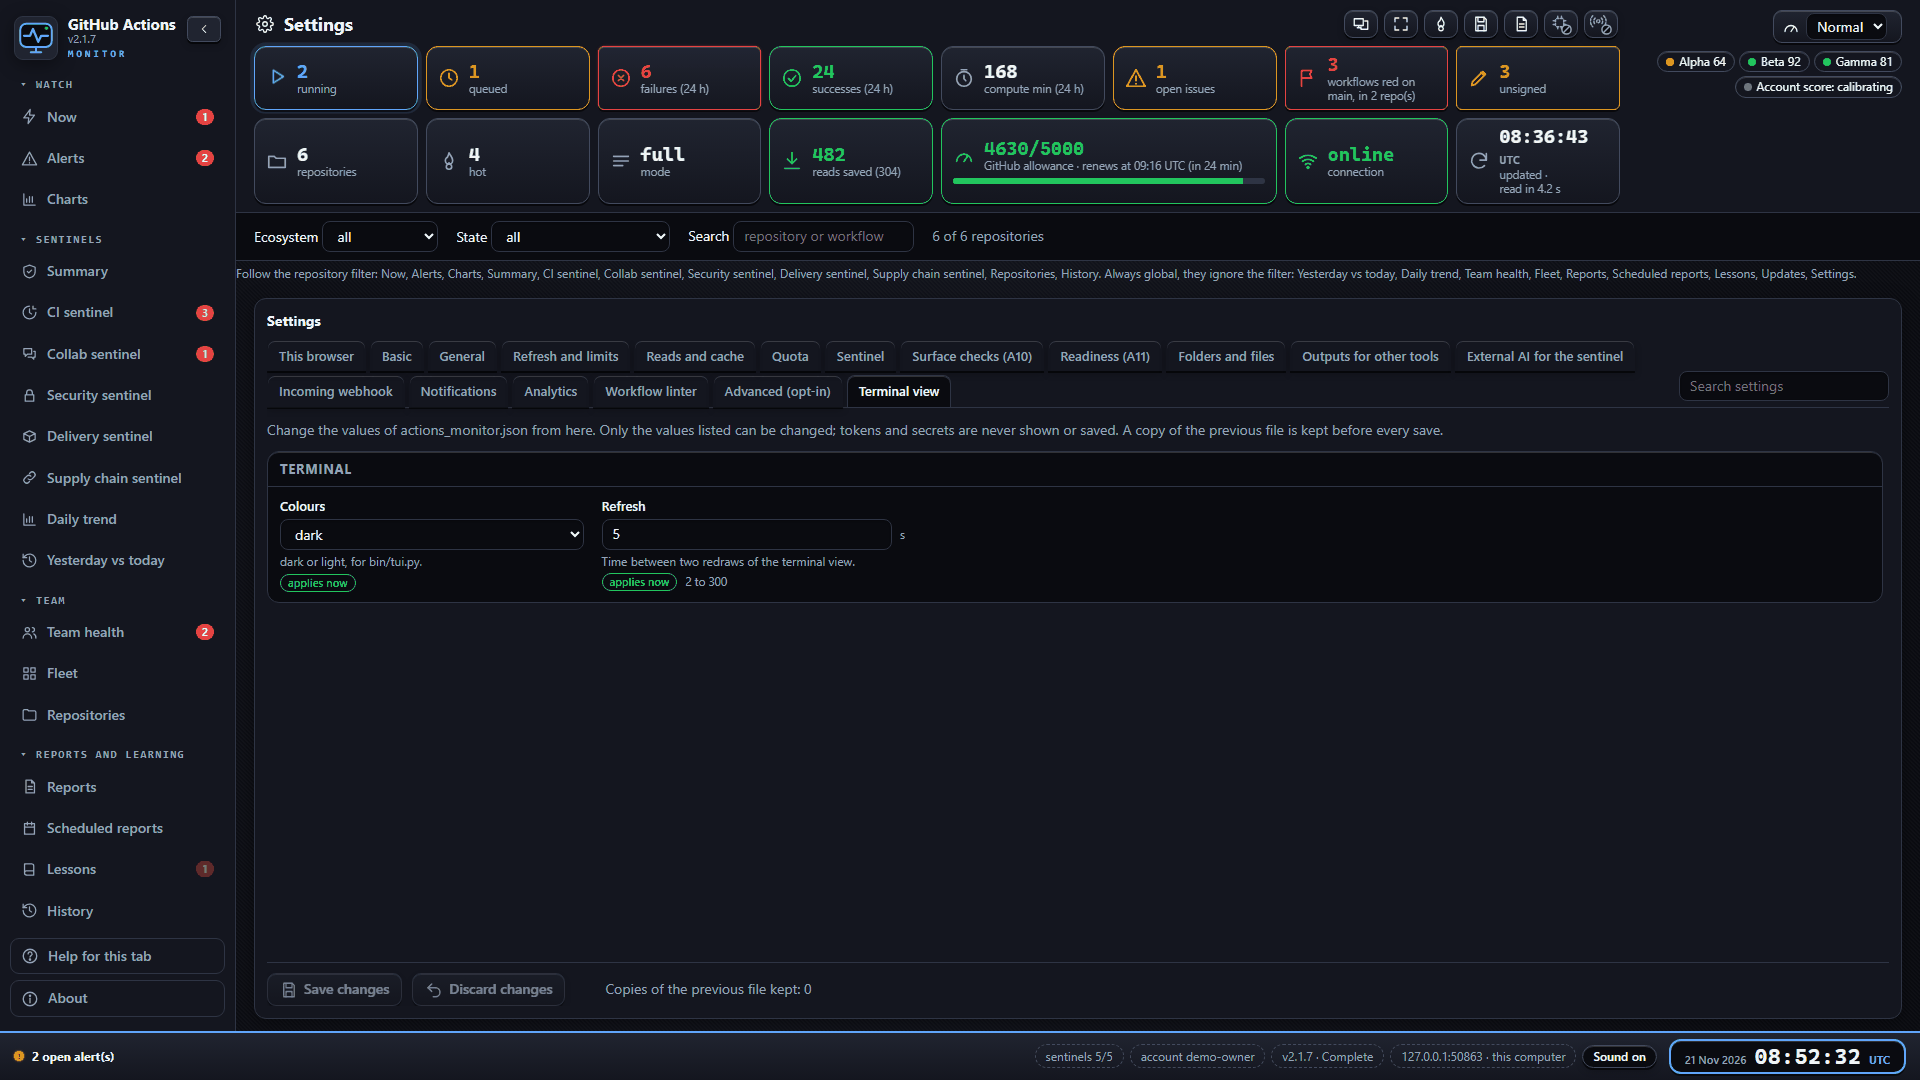 GitHub Actions
v2.1.7
MONITOR
WATCH
Now 1
Alerts 2
Charts
SENTINELS
Summary
CI sentinel 3
Collab sentinel 1
Security sentinel
Delivery sentinel
Supply chain sentinel
Daily trend
Yesterday vs today
TEAM
Team health 2
Fleet
Repositories
REPORTS AND LEARNING
Reports
Scheduled reports
Lessons 1
History
Help for this tab
About
Settings
Normal
2 running
1 queued
6 failures (24 h)
24 successes (24 h)
168 compute min (24 h)
1 open issues
3 workflows red on main, in 2 repo(s)
3 unsigned
Alpha 64 Beta 92 Gamma 81
Account score: calibrating
6 repositories
4 hot
full mode
482 reads saved (304)
4630/5000 GitHub allowance · renews at 09:16 UTC (in 24 min)
online connection
08:36:43 UTC
updated ·
read in 4.2 s
Ecosystem all State all Search repository or workflow 6 of 6 repositories
Follow the repository filter: Now, Alerts, Charts, Summary, CI sentinel, Collab sentinel, Security sentinel, Delivery sentinel, Supply chain sentinel, Repositories, History. Always global, they ignore the filter: Yesterday vs today, Daily trend, Team health, Fleet, Reports, Scheduled reports, Lessons, Updates, Settings.
Settings
This browser Basic General Refresh and limits Reads and cache Quota Sentinel Surface checks (A10) Readiness (A11) Folders and files Outputs for other tools External AI for the sentinel
Incoming webhook Notifications Analytics Workflow linter Advanced (opt-in) Terminal view Search settings
Change the values of actions_monitor.json from here. Only the values listed can be changed; tokens and secrets are never shown or saved. A copy of the previous file is kept before every save.
TERMINAL
Colours Refresh
dark 5 s
dark or light, for bin/tui.py. Time between two redraws of the terminal view.
applies now applies now 2 to 300
Save changes Discard changes Copies of the previous file kept: 0
2 open alert(s) sentinels 5/5 account demo-owner v2.1.7 · Complete 127.0.0.1:50863 · this computer Sound on 21 Nov 2026 08:52:32 UTC